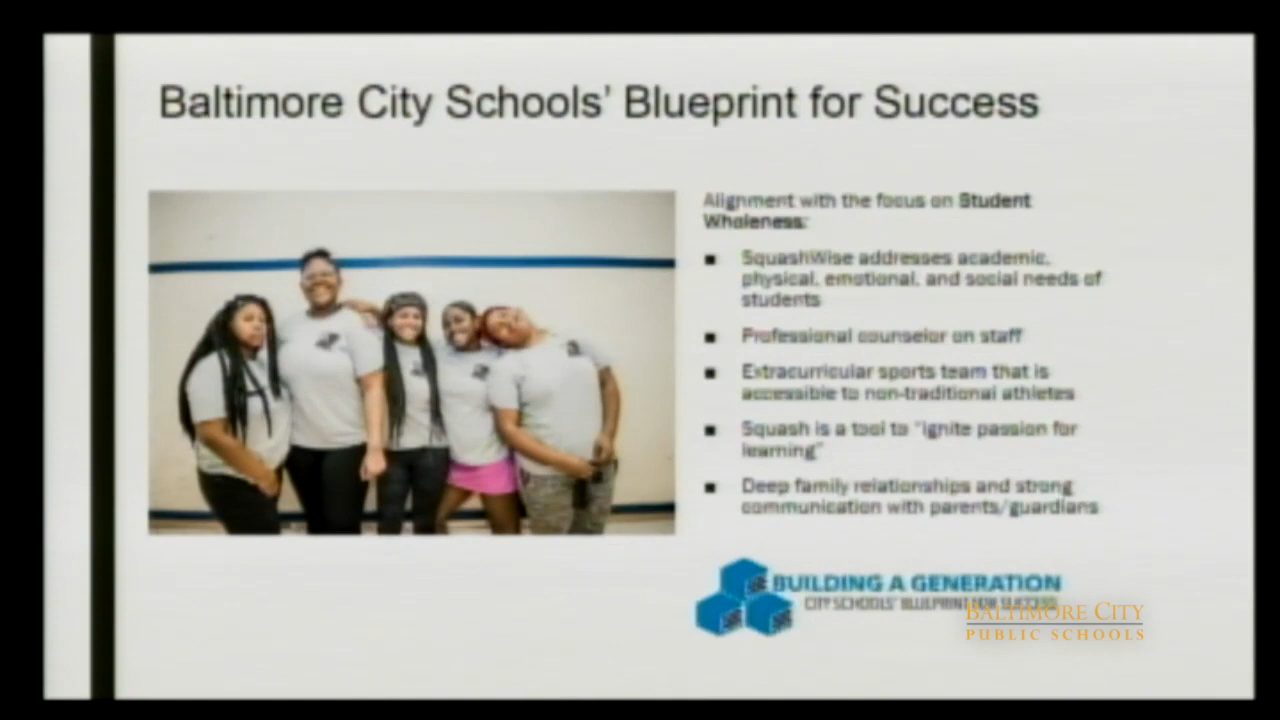 Baltimore City Schools' Blueprint for Success
Alignment with the focus on Student
Wholeness:
SquashWise addresses academic,
physical, emotional, and social needs of
students
Professional counselor on staff
Extracurricular sports team that is
accessible to non-traditional athletes
Squash is a tool to "ignite passion for
learning"
Deep family relationships and strong
communication with parents/guardians
BUILDING A GENERATION
CITY SCHOOLS' BLUEPRINT FOR SUCCESS
BALTIMORE CITY
PUBLIC SCHOOLS